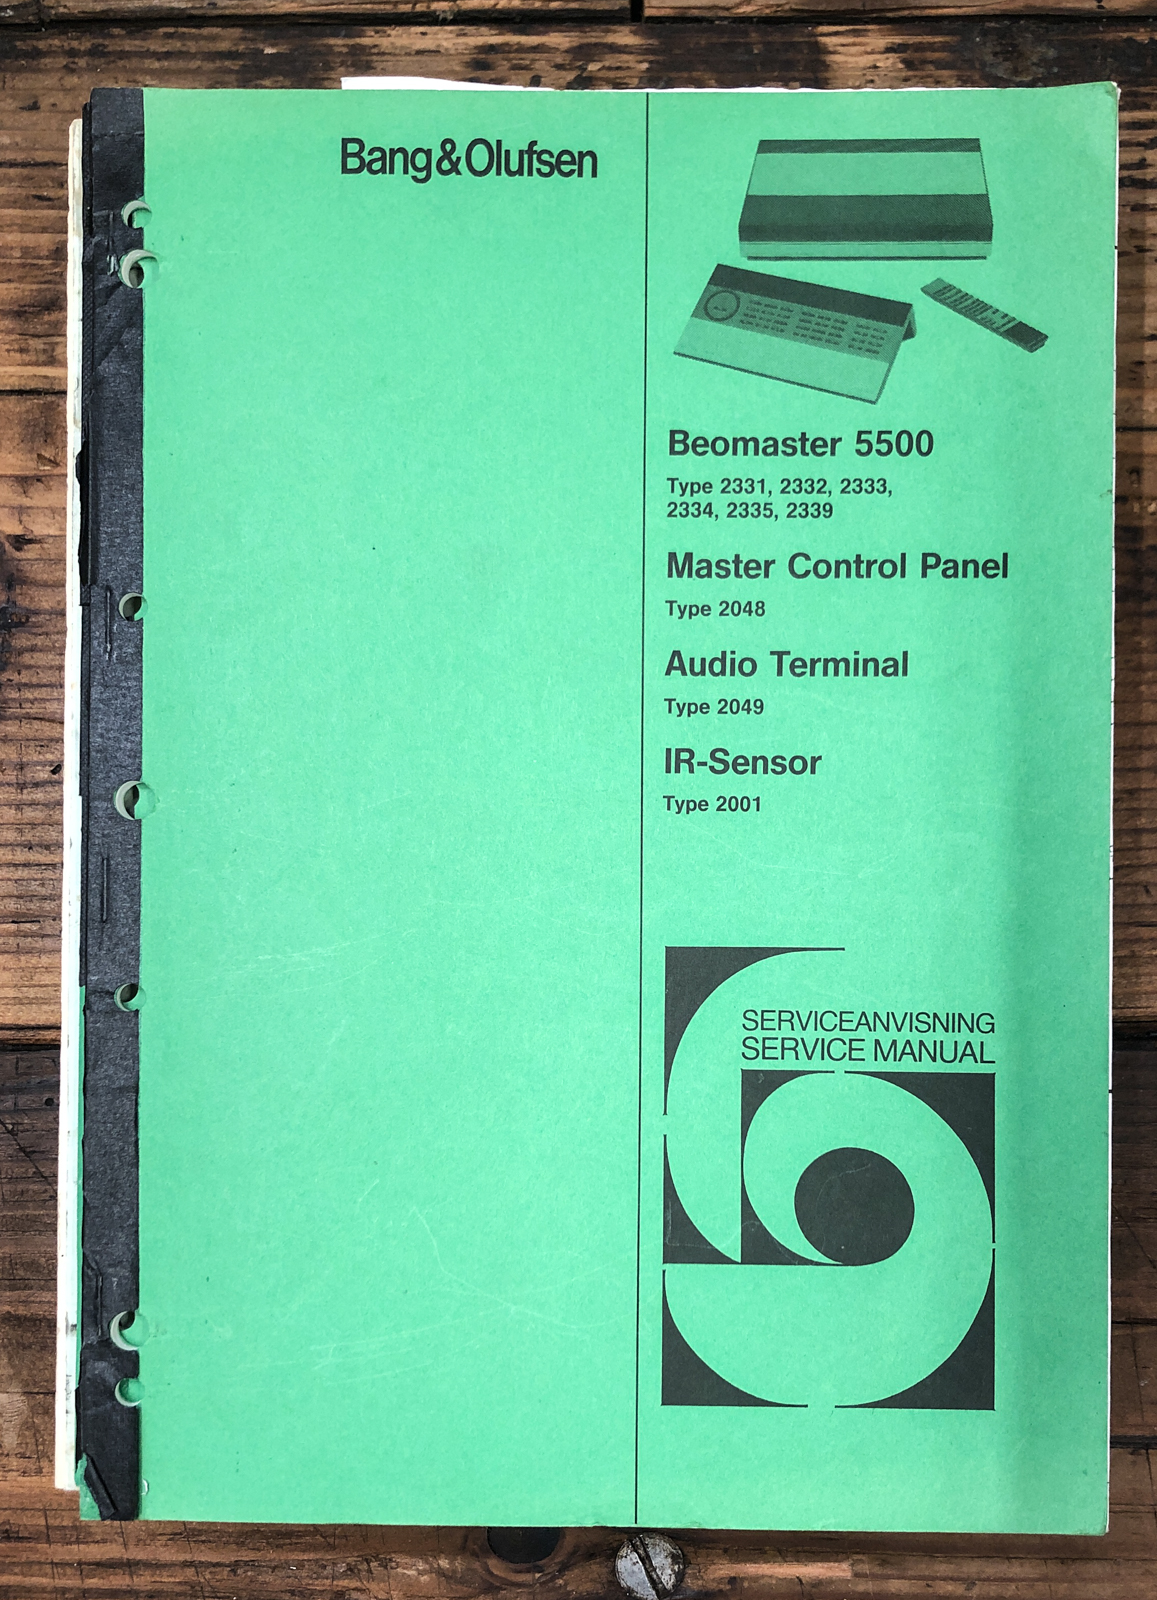 Bang&Olufsen
Beomaster 5500
Type 2331, 2332, 2333,
2334, 2335, 2339
Master Control Panel
Type 2048
Audio Terminal
Type 2049
IR-Sensor
Type 2001
SERVICEANVISNING
SERVICE MANUAL